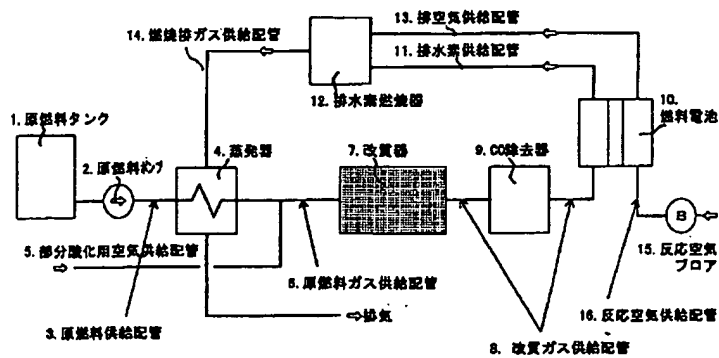 14.燃焼排ガス供給配管
13.排空気供給配管
11.排水素供給配管
12.排水素燃焼器
10.
燃料電池
1.原燃料タンク
2.原燃料ポンプ
4.蒸発器
7.改質器
9.CO除去器
B
5.部分酸化用空気供給配管
15.反応空気
ブロア
6.原燃料ガス供給配管
排気
16.反応空気供給配管
3.原燃料供給配管
8. 改質ガス供給配管